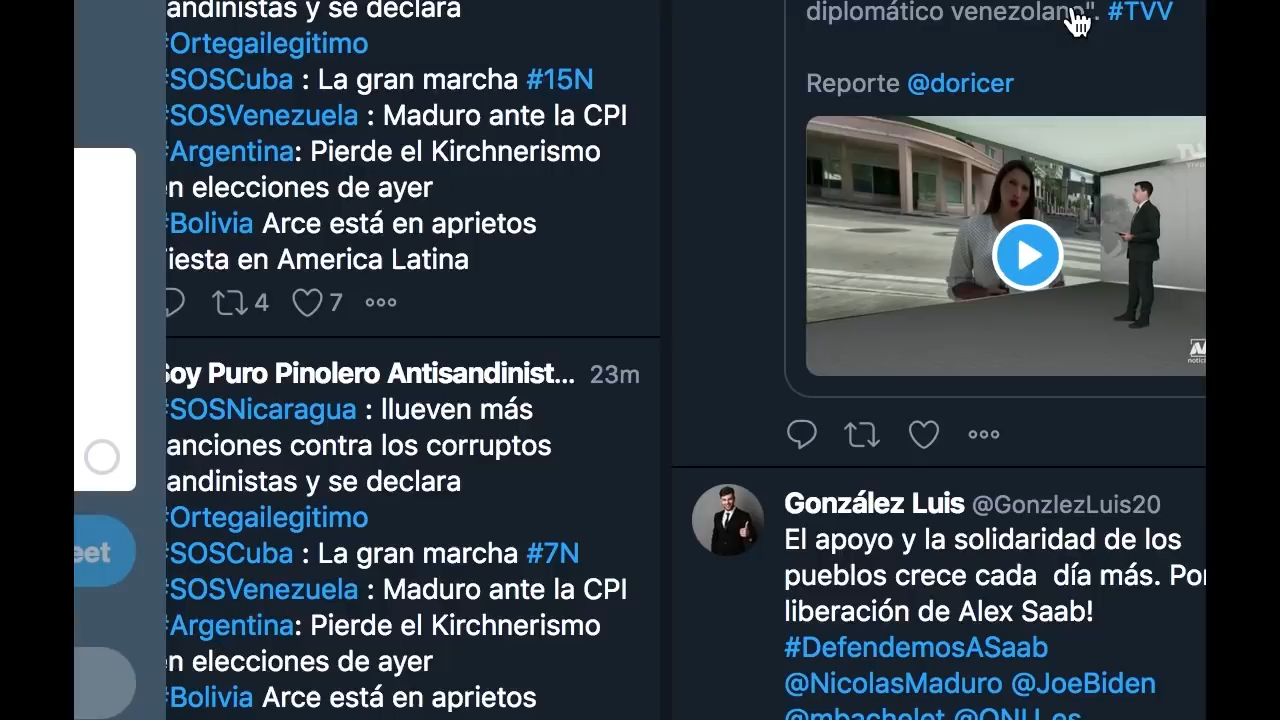 andinistas y se declara
#Ortegailegitimo
#SOSCuba : La gran marcha #15N
#SOSVenezuela : Maduro ante la CPI
#Argentina: Pierde el Kirchnerismo
en elecciones de ayer
#Bolivia Arce está en aprietos
Fiesta en America Latina
4 7
Soy Puro Pinolero Antisandinist... 23m
#SOSNicaragua : llueven más
anciones contra los corruptos
andinistas y se declara
#Ortegailegitimo
#SOSCuba : La gran marcha #7N
#SOSVenezuela : Maduro ante la CPI
#Argentina: Pierde el Kirchnerismo
en elecciones de ayer
#Bolivia Arce está en aprietos
eet
diplomático venezolano". #TVV
Reporte @doricer
González Luis @GonzlezLuis20
El apoyo y la solidaridad de los
pueblos crece cada día más. Por
liberación de Alex Saab!
#DefendemosASaab
@NicolasMaduro @JoeBiden
@mbachelet @ONU_es